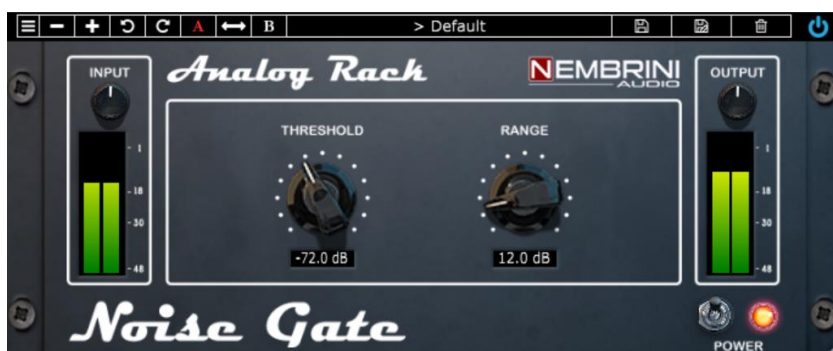 A B > Default
INPUT Analog Rack NEMBRINI OUTPUT
AUDIO
THRESHOLD RANGE
- 1 - 1
- 18 - 18
- 30 - 30
-72.0 dB 12.0 dB
- 48 - 48
Noise Gate
POWER